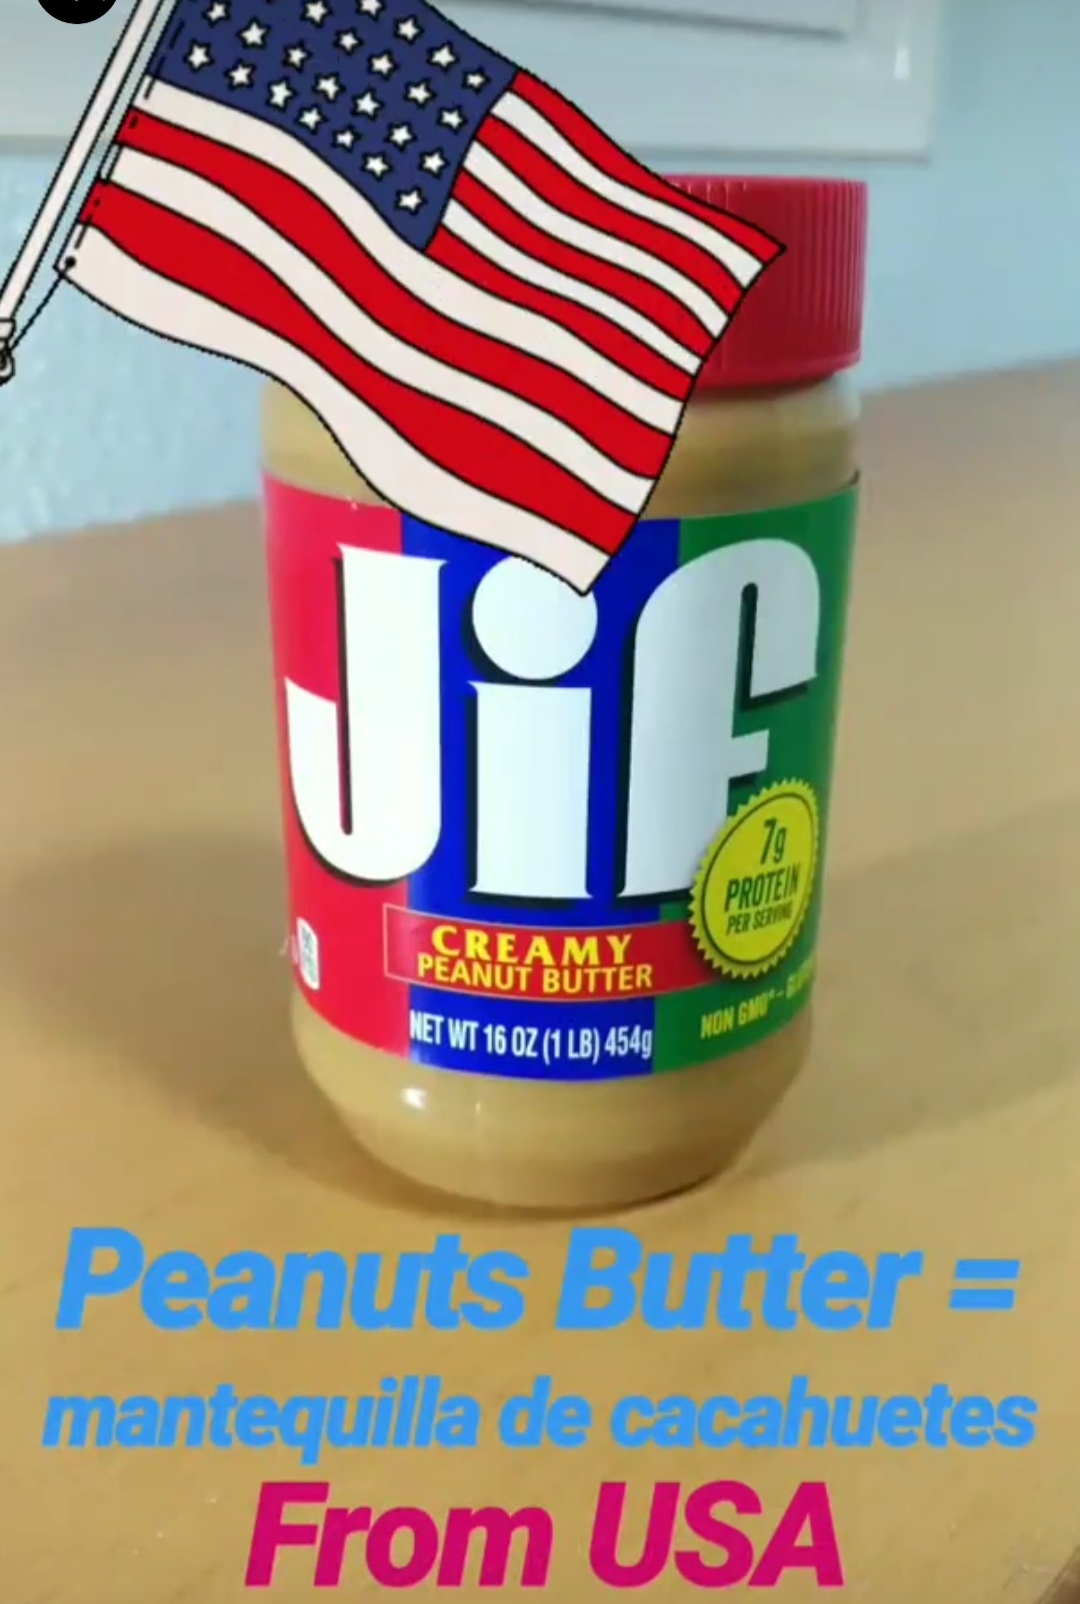 Jif
7g
PROTEIN
PER SERVING
CREAMY
PEANUT BUTTER
NET WT 16 OZ (1 LB) 454g
NON GMO* -
Peanuts Butter =
mantequilla de cacahuetes
From USA